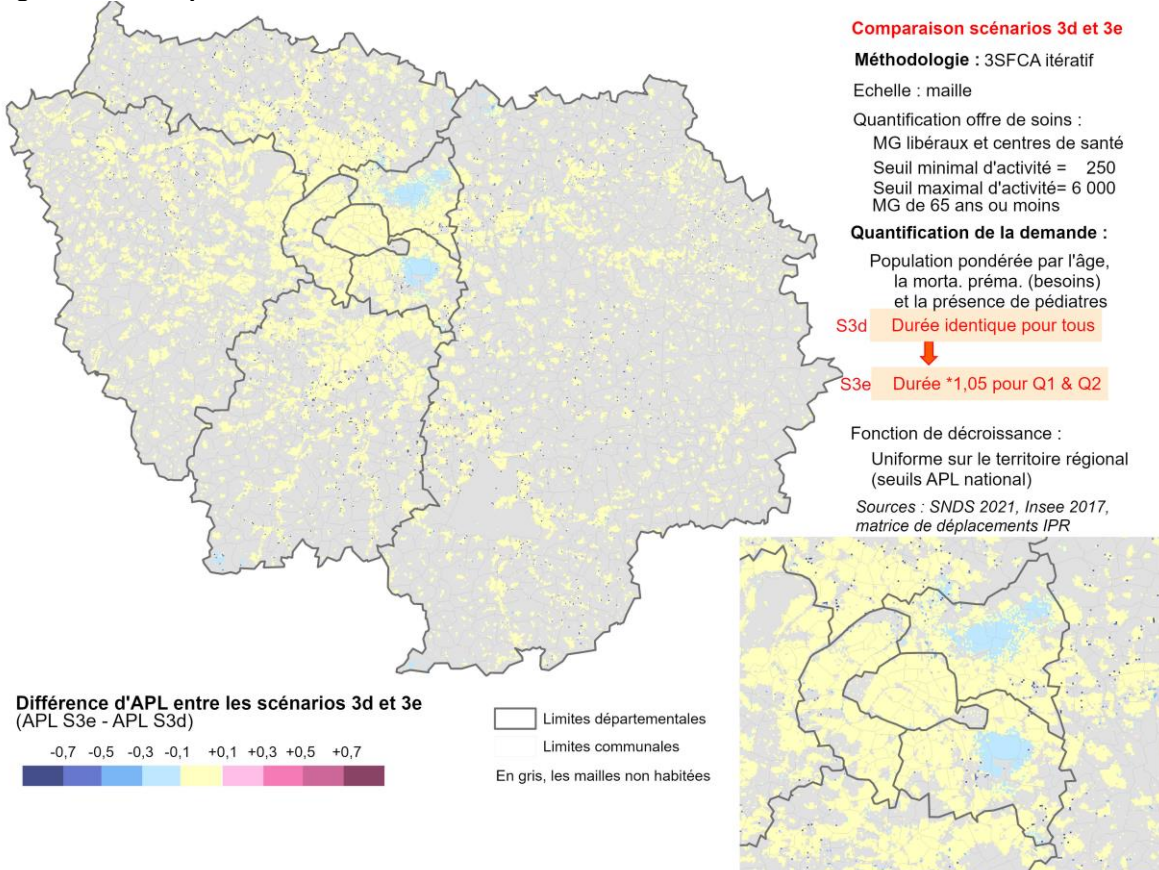 Comparaison scénarios 3d et 3e
Méthodologie : 3SFCA itératif
Echelle : maille
Quantification offre de soins :
MG libéraux et centres de santé
Seuil minimal d'activité = 250
Seuil maximal d'activité= 6 000
MG de 65 ans ou moins
Quantification de la demande :
Population pondérée par l'âge,
la morta. préma. (besoins)
et la présence de pédiatres
S3d Durée identique pour tous
S3e Durée *1,05 pour Q1 & Q2
Fonction de décroissance :
Uniforme sur le territoire régional
(seuils APL national)
Sources : SNDS 2021, Insee 2017,
matrice de déplacements IPR
Différence d'APL entre les scénarios 3d et 3e
(APL S3e - APL S3d)
-0,7 -0,5 -0,3 -0,1 +0,1 +0,3 +0,5 +0,7
Limites départementales
Limites communales
En gris, les mailles non habitées